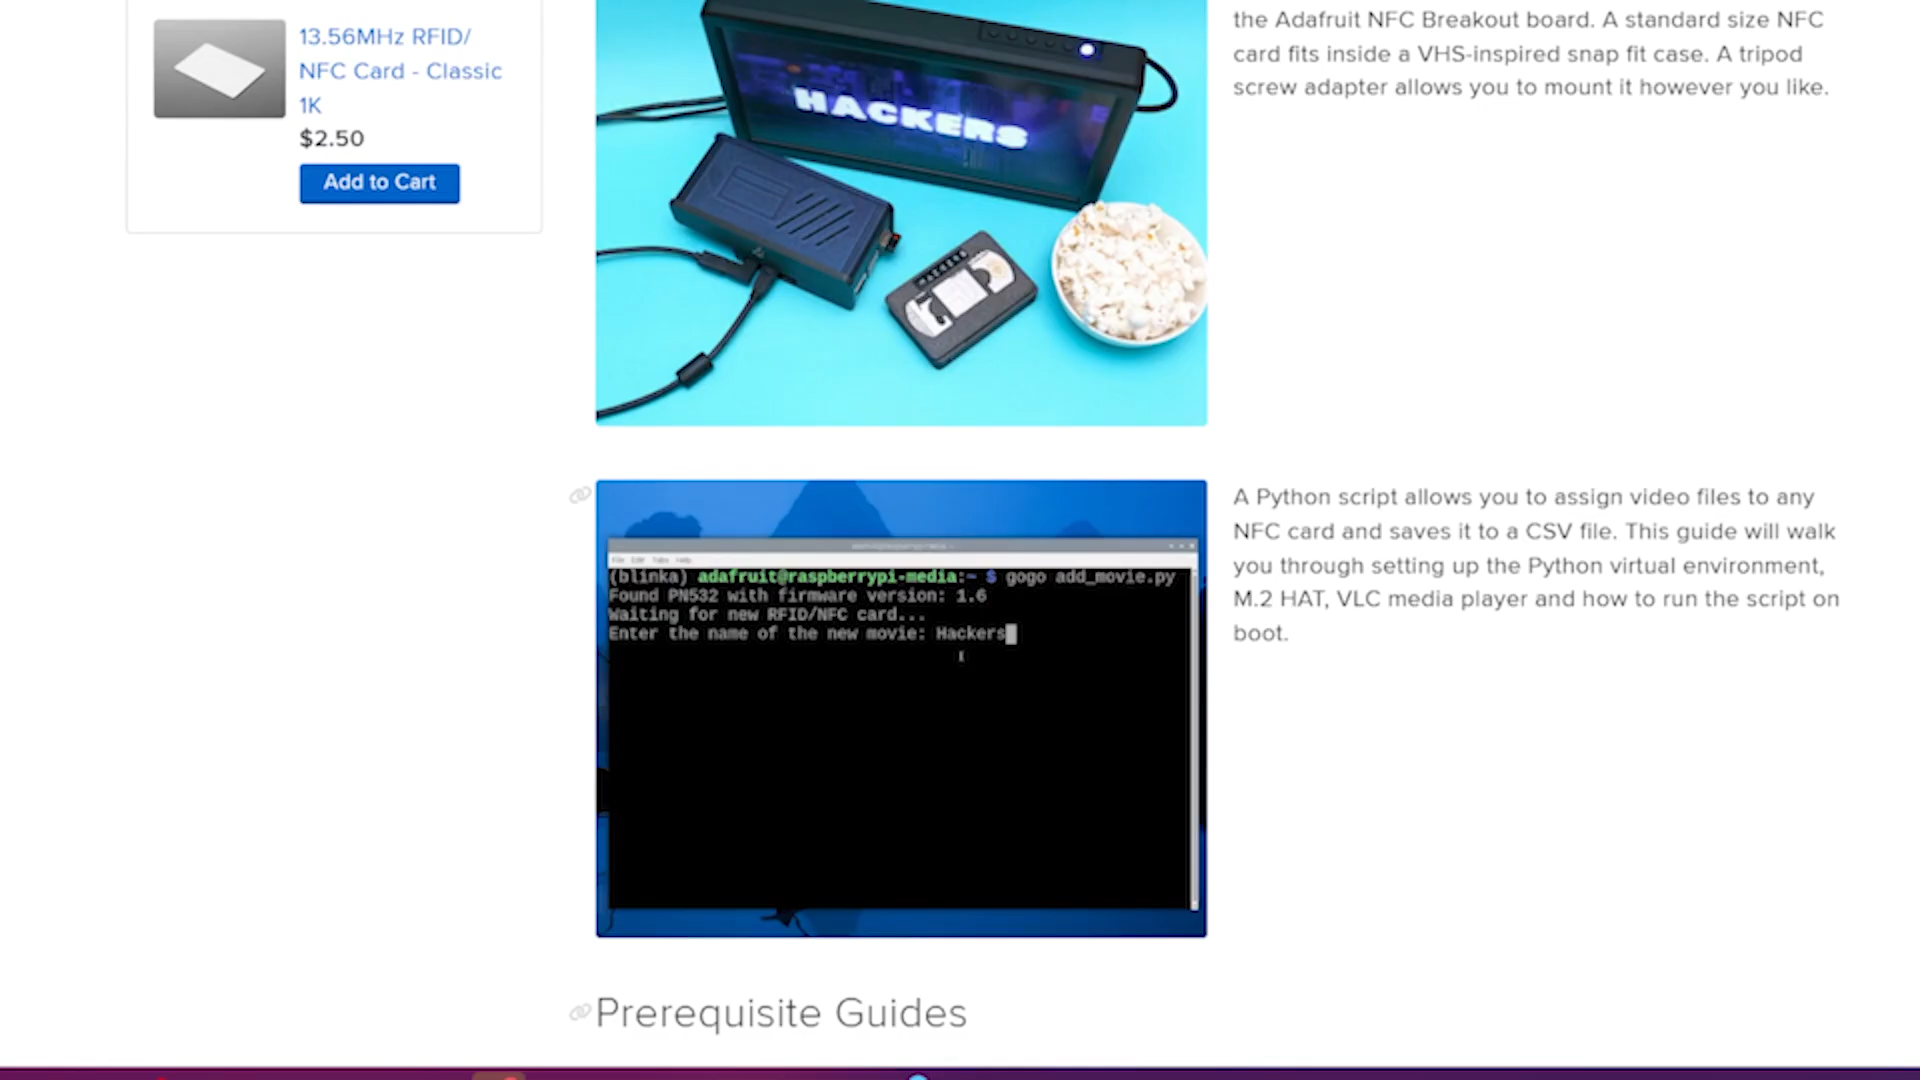 13.56MHz RFID/
NFC Card - Classic
1K
$2.50
Add to Cart
HACKERS
HACKERS
the Adafruit NFC Breakout board. A standard size NFC
card fits inside a VHS-inspired snap fit case. A tripod
screw adapter allows you to mount it however you like.
File Edit Tabs Help
(blinka) adafruit@raspberrypi-media:~ $ gogo add_movie.py
Found PN532 with firmware version: 1.6
Waiting for new RFID/NFC card...
Enter the name of the new movie: Hackers
A Python script allows you to assign video files to any
NFC card and saves it to a CSV file. This guide will walk
you through setting up the Python virtual environment,
M.2 HAT, VLC media player and how to run the script on
boot.
Prerequisite Guides